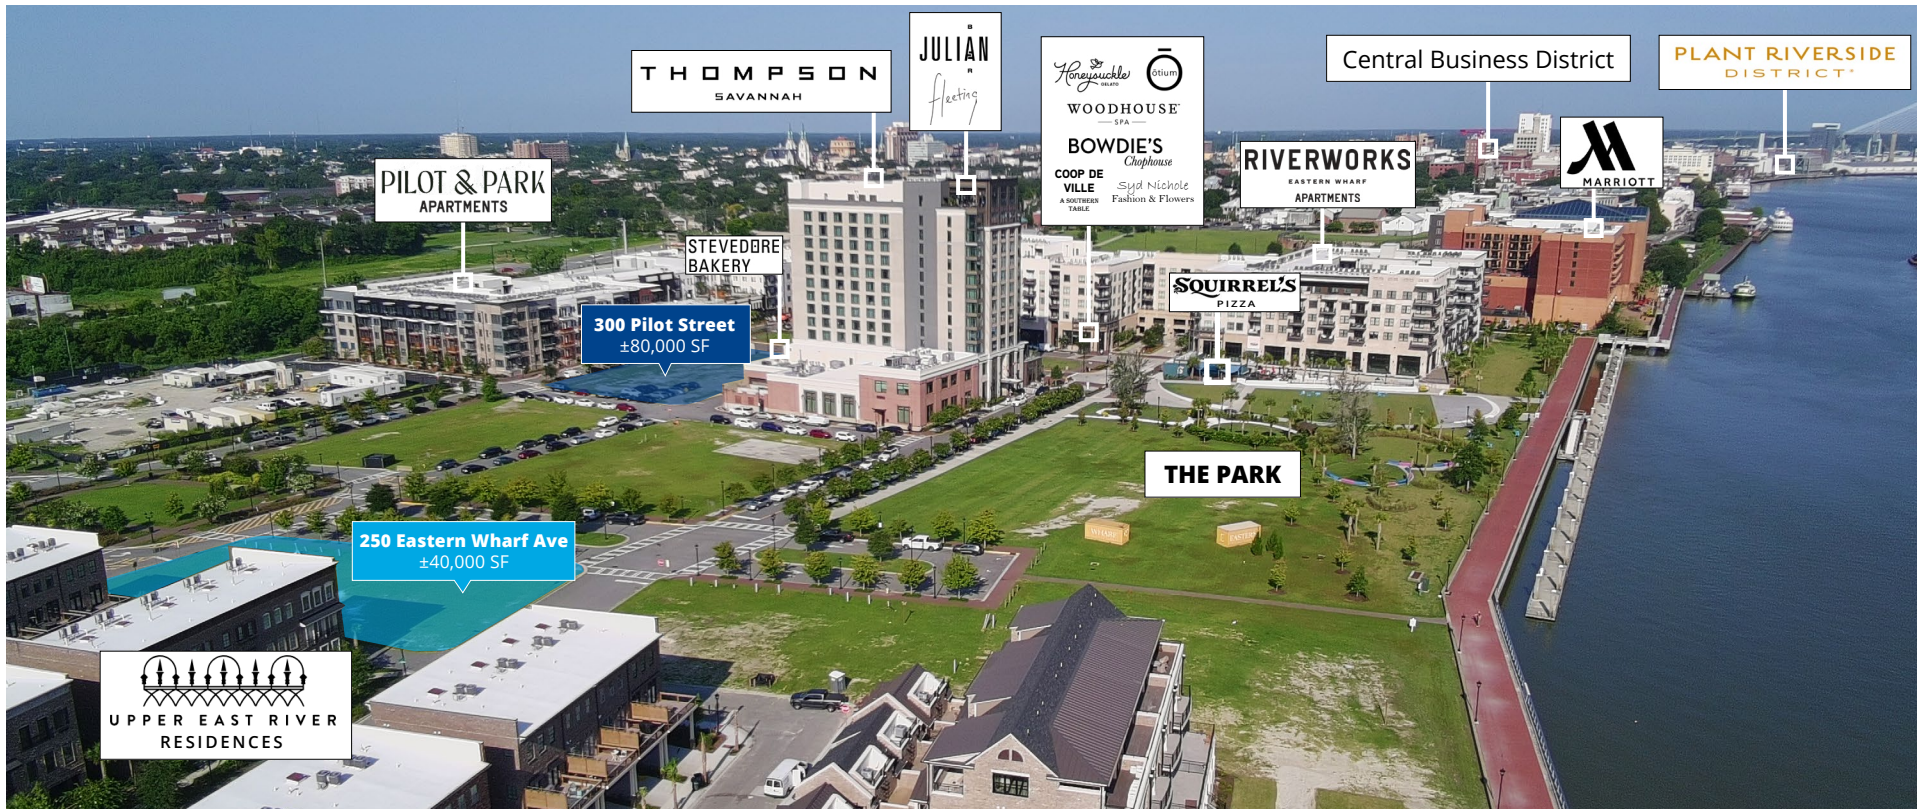 THOMPSON
SAVANNAH
BAR
JULIAN
fleeting
Honeysuckle
GELATO
ōtium
WOODHOUSE
SPA
BOWDIE'S
Chophouse
COOP DE
VILLE
A SOUTHERN
TABLE
Syd Nichole
Fashion & Flowers
Central Business District
PLANT RIVERSIDE
DISTRICT
MARRIOTT
RIVERWORKS
EASTERN WHARF
APARTMENTS
PILOT & PARK
APARTMENTS
STEVEDORE
BAKERY
SQUIRREL'S
PIZZA
300 Pilot Street
±80,000 SF
THE PARK
WHARF
EASTERN
250 Eastern Wharf Ave
±40,000 SF
UPPER EAST RIVER
RESIDENCES